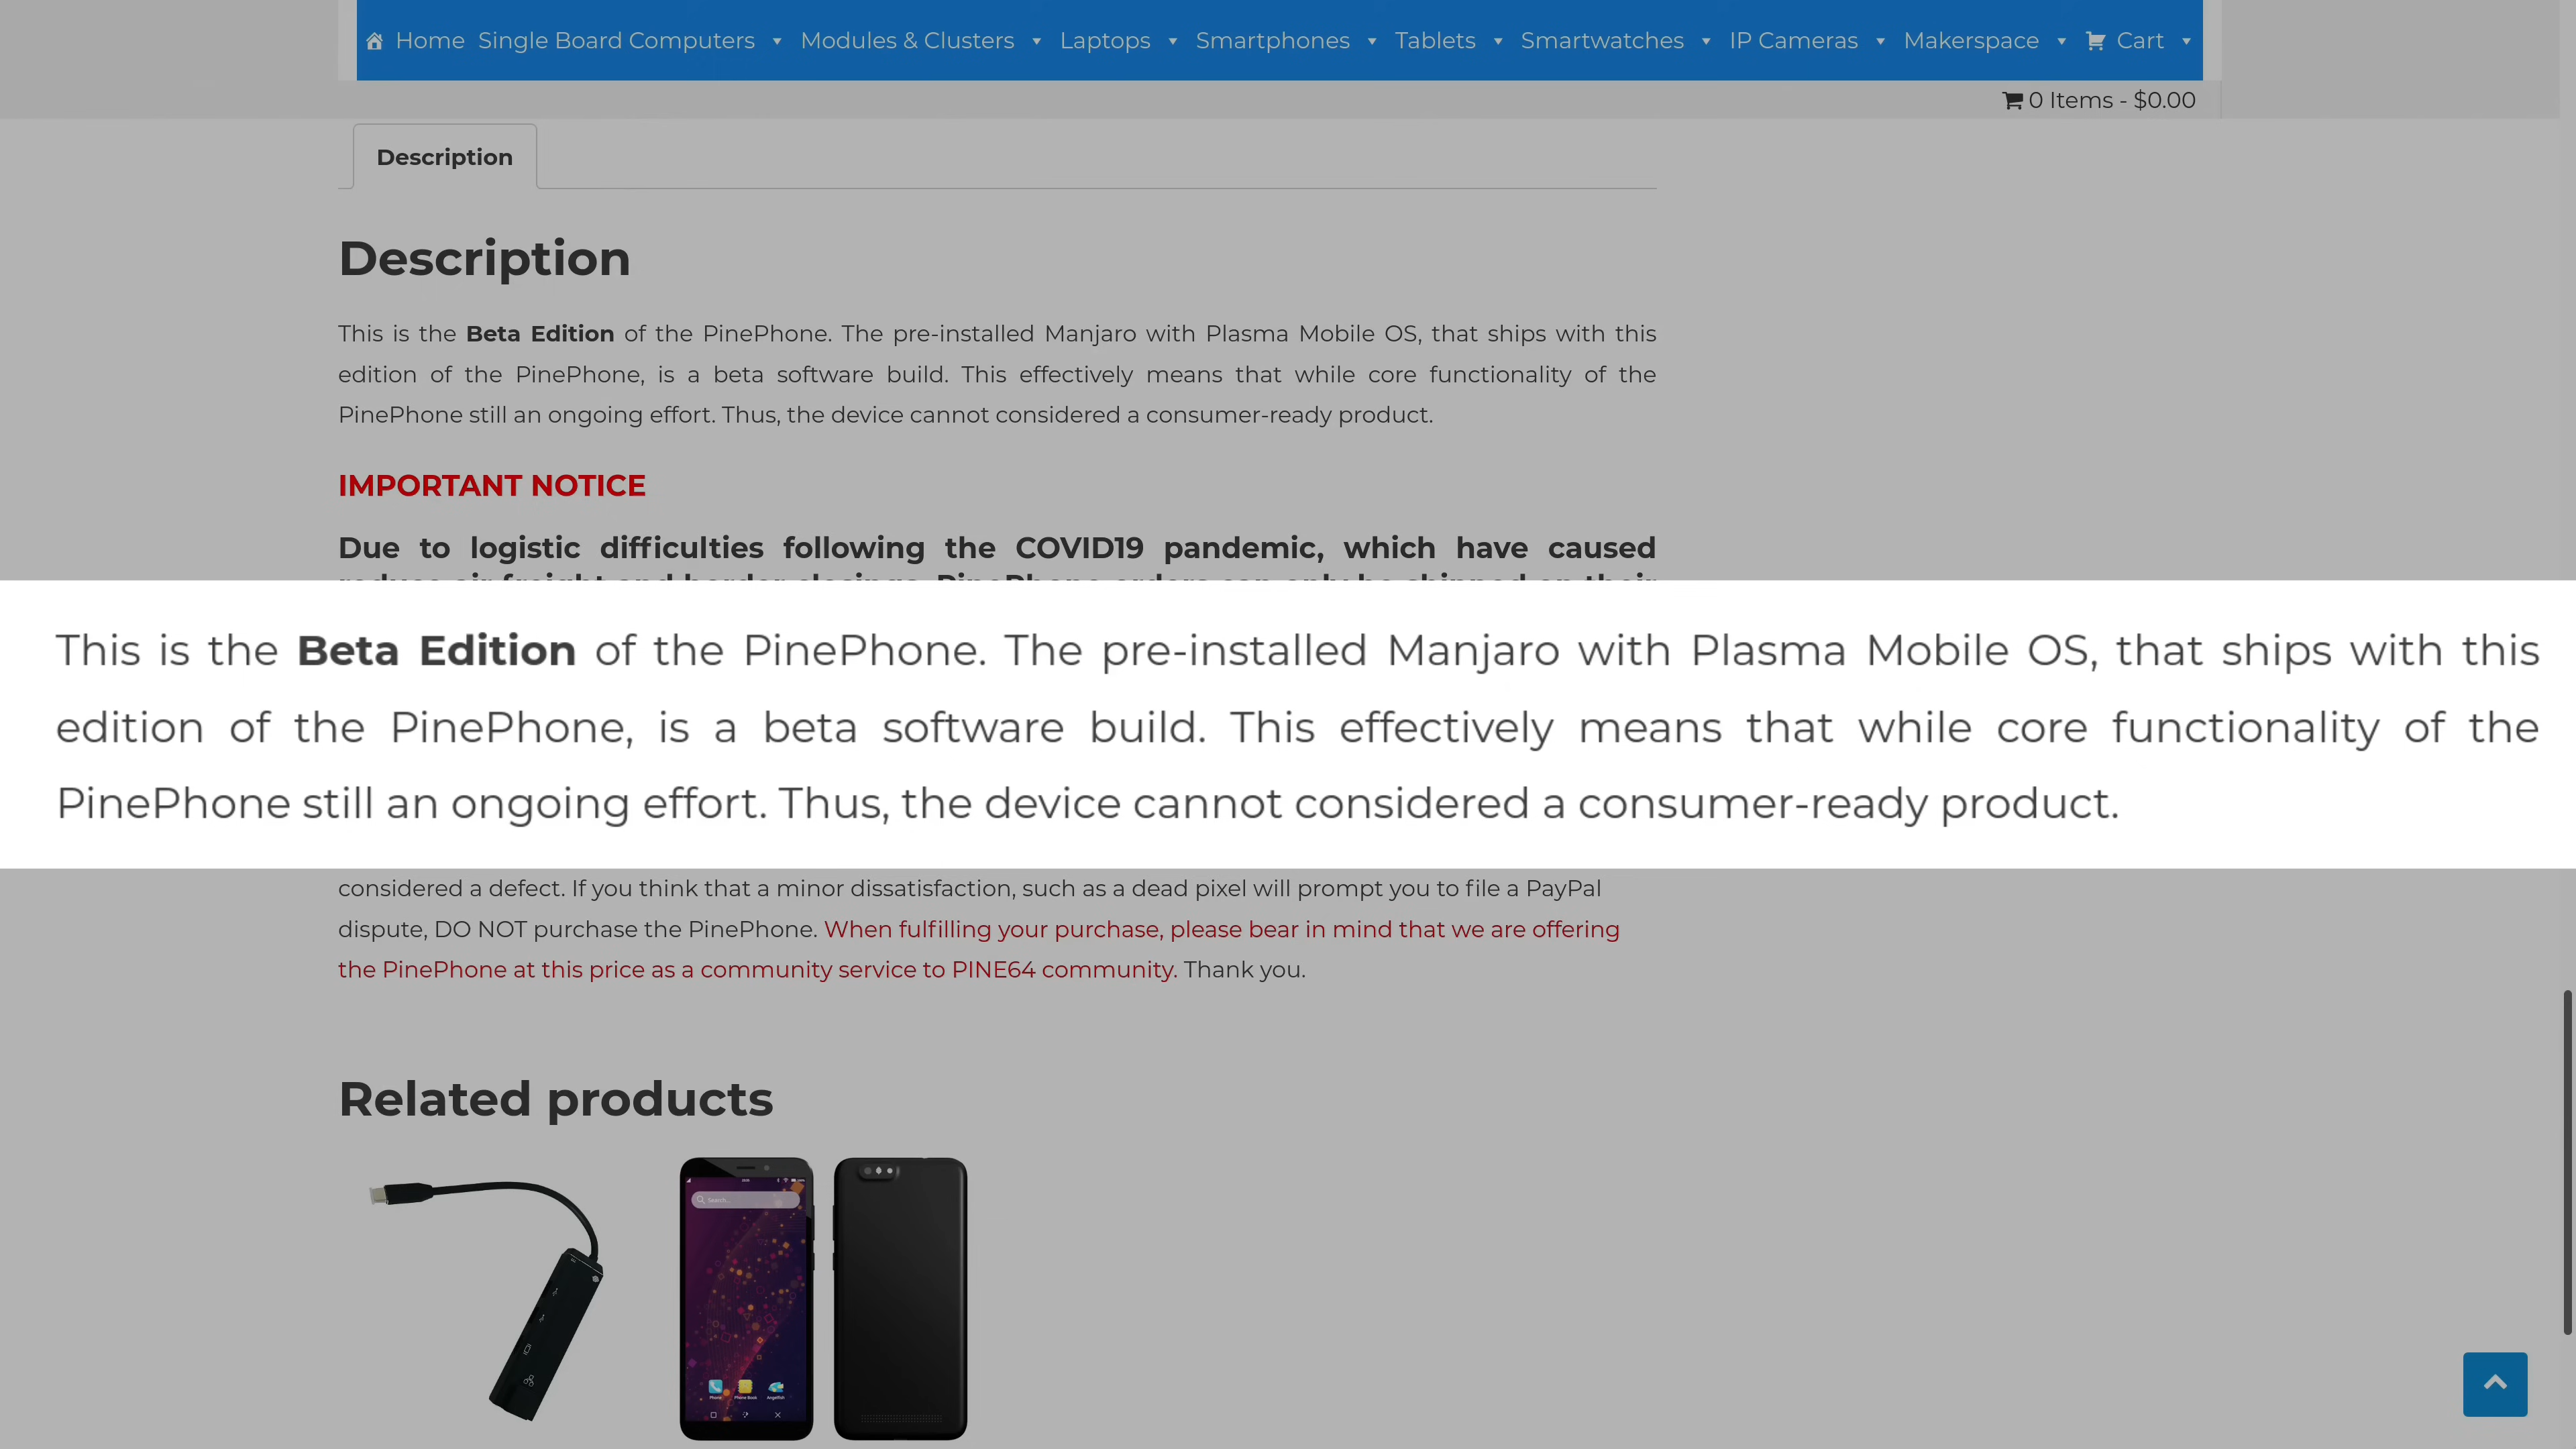 Home Single Board Computers Modules & Clusters Laptops Smartphones Tablets Smartwatches IP Cameras Makerspace Cart
0 Items - $0.00
Description
Description
This is the Beta Edition of the PinePhone. The pre-installed Manjaro with Plasma Mobile OS, that ships with this
edition of the PinePhone, is a beta software build. This effectively means that while core functionality of the
PinePhone still an ongoing effort. Thus, the device cannot considered a consumer-ready product.
IMPORTANT NOTICE
Due to logistic difficulties following the COVID19 pandemic, which have caused
This is the Beta Edition of the PinePhone. The pre-installed Manjaro with Plasma Mobile OS, that ships with this
edition of the PinePhone, is a beta software build. This effectively means that while core functionality of the
PinePhone still an ongoing effort. Thus, the device cannot considered a consumer-ready product.
considered a defect. If you think that a minor dissatisfaction, such as a dead pixel will prompt you to file a PayPal
dispute, DO NOT purchase the PinePhone. When fulfilling your purchase, please bear in mind that we are offering
the PinePhone at this price as a community service to PINE64 community. Thank you.
Related products
Search...
Phone Phone Book Angelfish